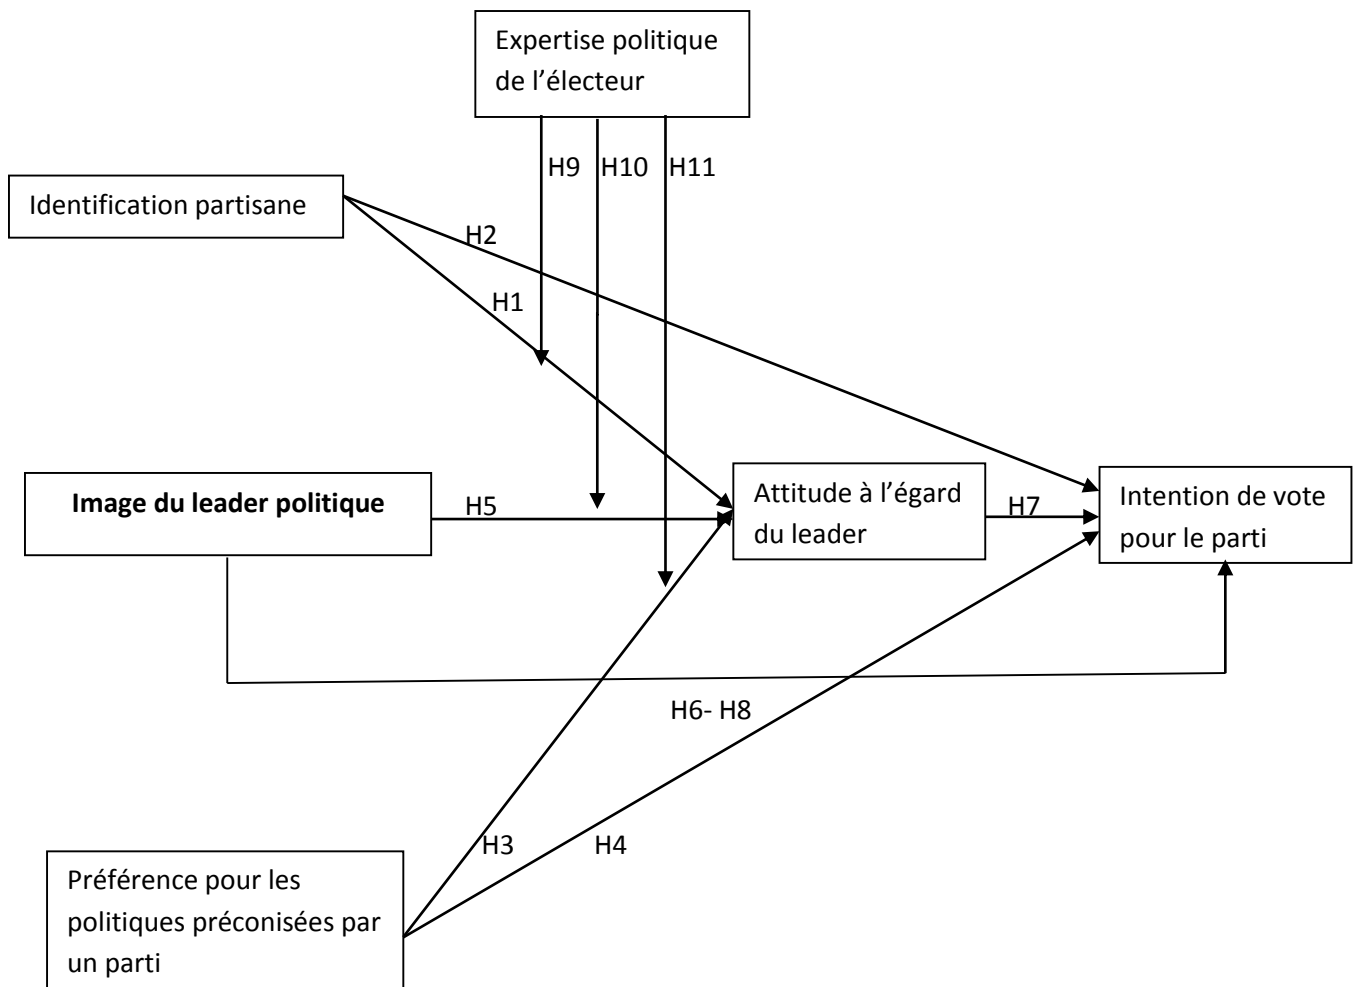 Expertise politique
de l’électeur
H9
H10
H11
Identification partisane
H2
H1
Image du leader politique
H5
Attitude à l’égard
du leader
H7
Intention de vote
pour le parti
H6- H8
H3
H4
Préférence pour les
politiques préconisées par
un parti